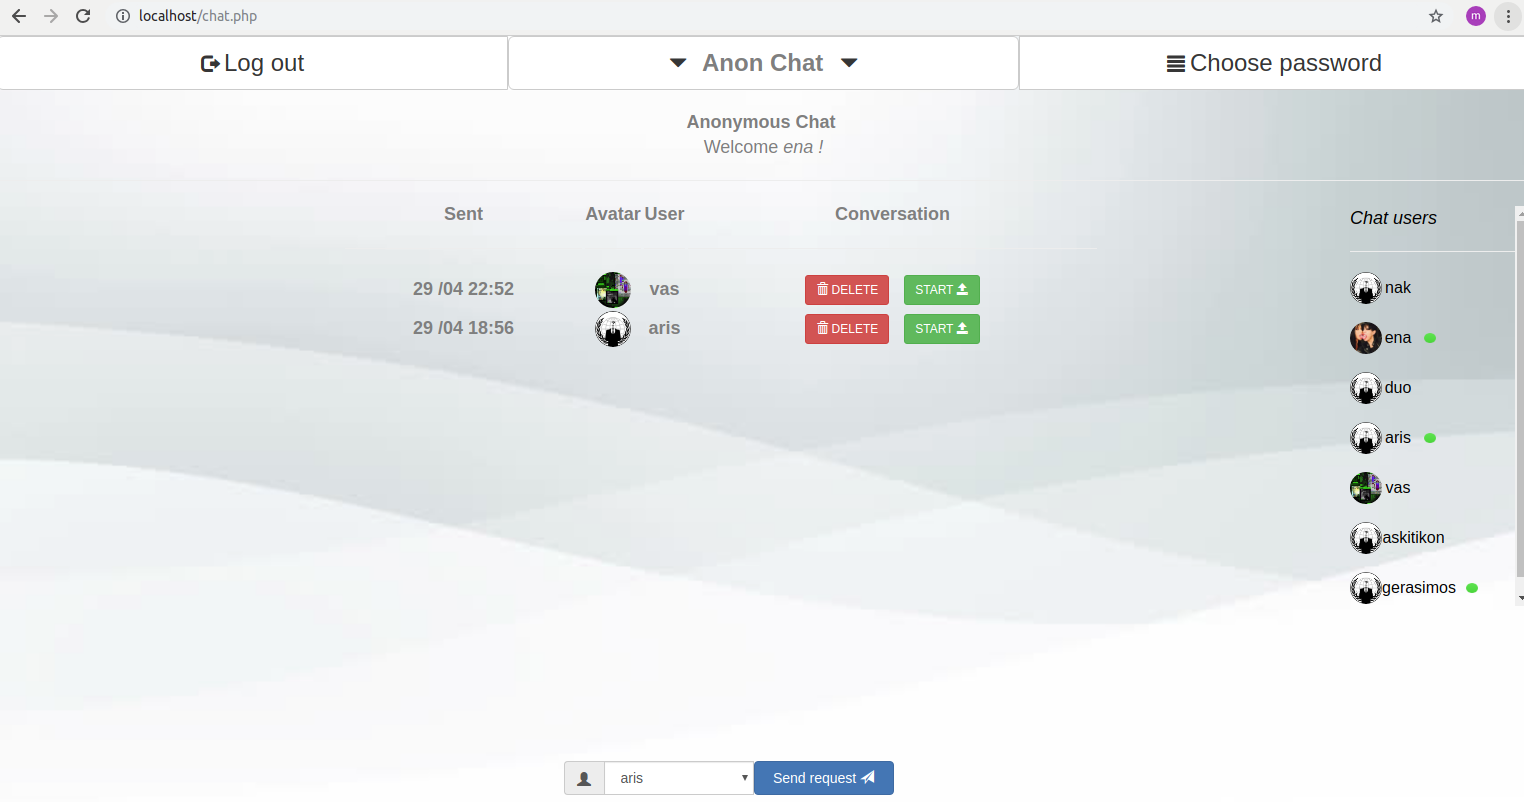 localhost/chat.php
m
Log out
Anon Chat
Choose password
Anonymous Chat
Welcome ena !
Sent Avatar User Conversation
29 /04 22:52 vas DELETE START
29 /04 18:56 aris DELETE START
Chat users
nak
ena
duo
aris
vas
askitikon
gerasimos
aris
Send request